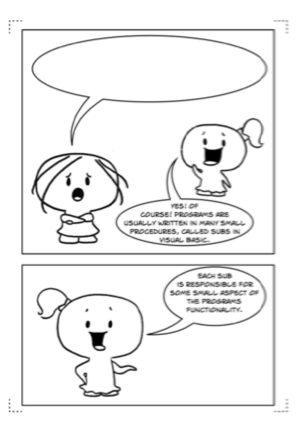 YES! OF
COURSE! PROGRAMS ARE
USUALLY WRITTEN IN MANY SMALL
PROCEDURES, CALLED SUBS IN
VISUAL BASIC.
EACH SUB
IS RESPONSIBLE FOR
SOME SMALL ASPECT OF
THE PROGRAMS
FUNCTIONALITY.